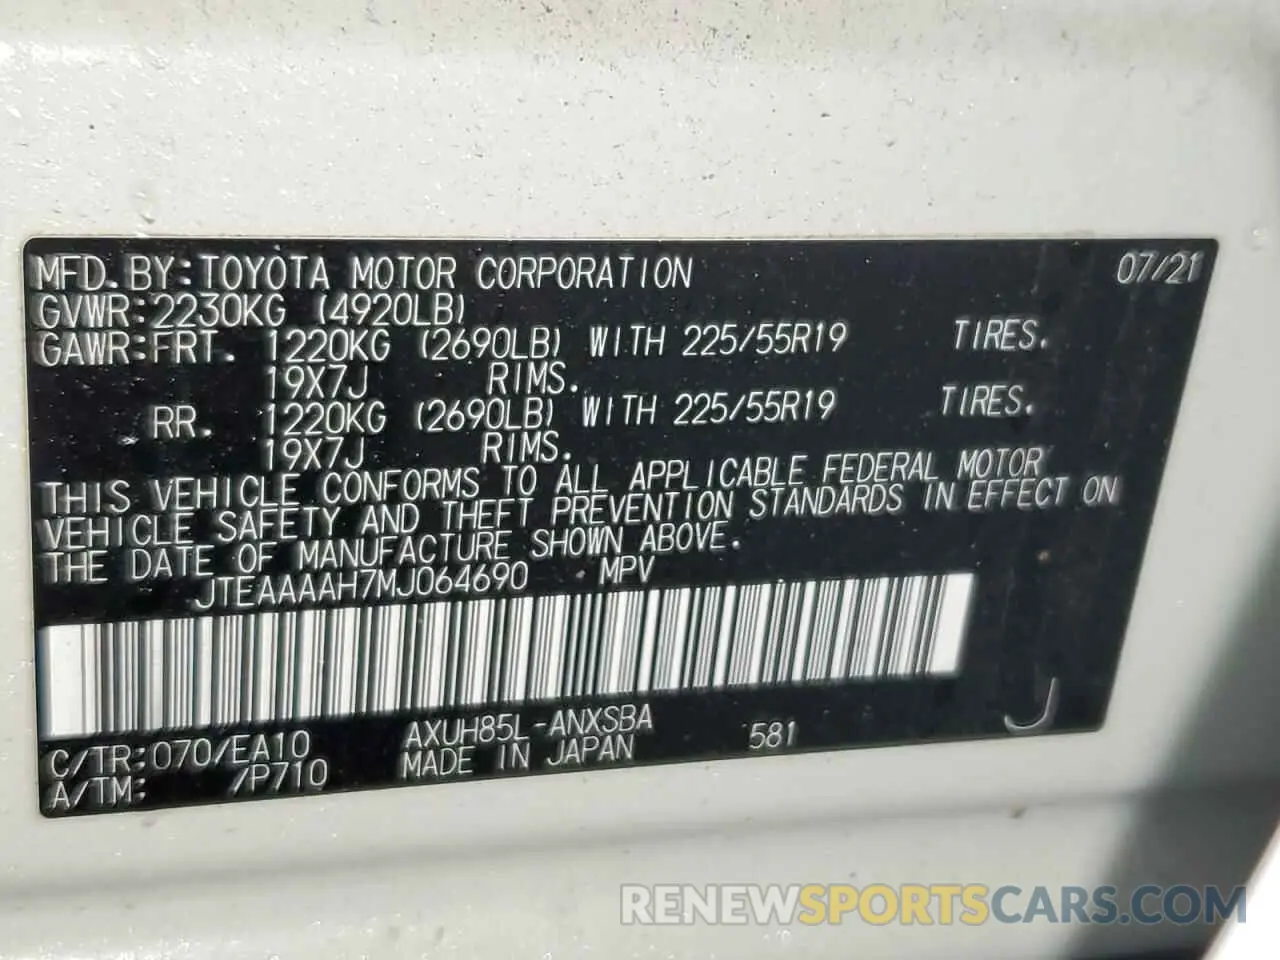 MFD.BY:TOYOTA MOTOR CORPORATION 07/21
GVWR:2230KG (4920LB)
GAWR:FRT. 1220KG (2690LB) WITH 225/55R19 TIRES.
19X7J RIMS.
RR. 1220KG (2690LB) WITH 225/55R19 TIRES.
19X7J RIMS.
THIS VEHICLE CONFORMS TO ALL APPLICABLE FEDERAL MOTOR
VEHICLE SAFETY AND THEFT PREVENTION STANDARDS IN EFFECT ON
THE DATE OF MANUFACTURE SHOWN ABOVE.
JTEAAAAH7MJ064690 MPV
C/TR:070/EA10 AXUH85L-ANXSBA 581
A/TM: /P710 MADE IN JAPAN
J
RENEWSPORTSCARS.COM